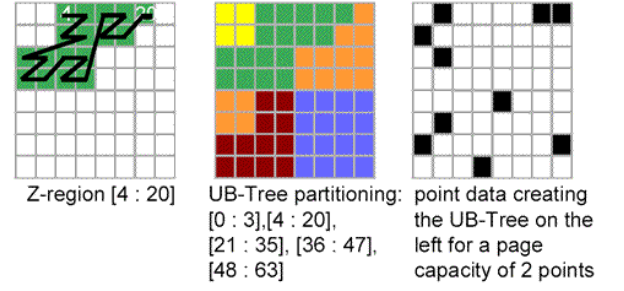 4 20
Z-region [4 : 20]
UB-Tree partitioning:
[0 : 3],[4 : 20],
[21 : 35], [36 : 47],
[48 : 63]
point data creating
the UB-Tree on the
left for a page
capacity of 2 points